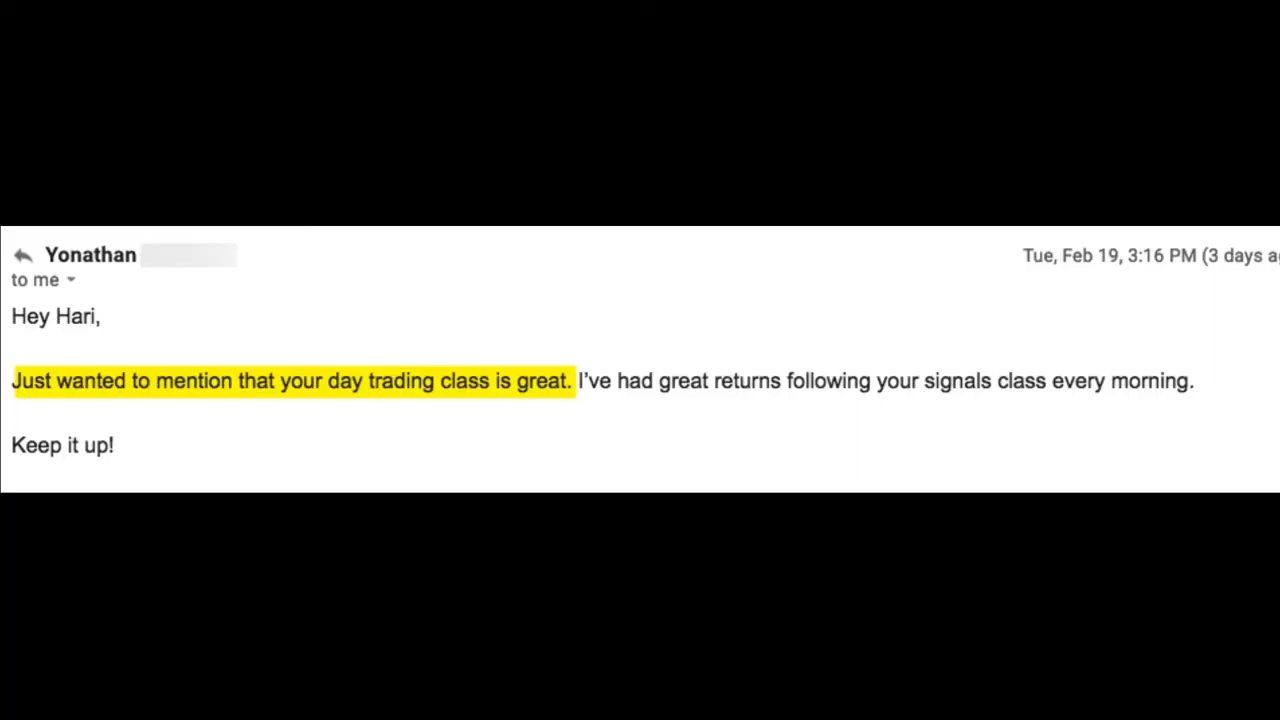 Yonathan
Tue, Feb 19, 3:16 PM (3 days
to me
Hey Hari,
Just wanted to mention that your day trading class is great. I've had great returns following your signals class every morning.
Keep it up!